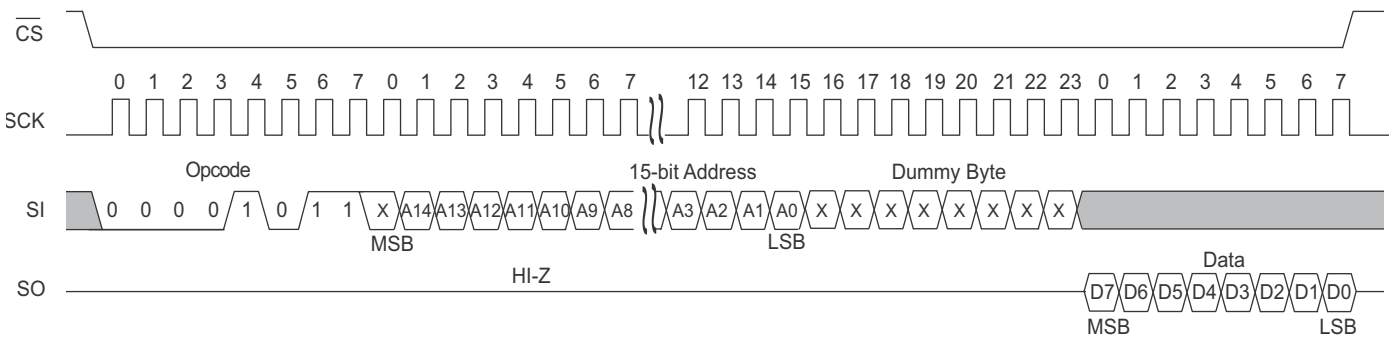 CS
0 1 2 3 4 5 6 7 0 1 2 3 4 5 6 7 12 13 14 15 16 17 18 19 20 21 22 23 0 1 2 3 4 5 6 7
SCK
Opcode 15-bit Address Dummy Byte
SI 0 0 0 0 1 0 1 1 X A14 A13 A12 A11 A10 A9 A8 A3 A2 A1 A0 X X X X X X X X
MSB LSB
HI-Z Data
SO D7 D6 D5 D4 D3 D2 D1 D0
MSB LSB